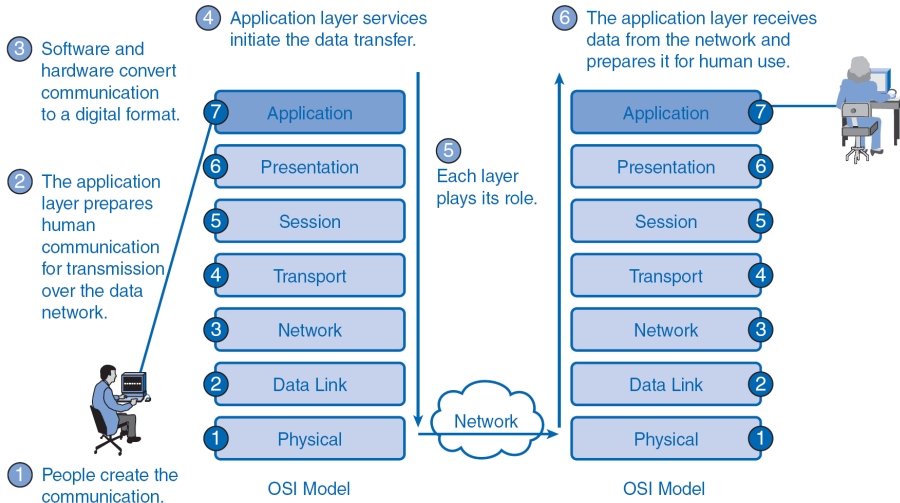 4 Application layer services
initiate the data transfer.
6 The application layer receives
data from the network and
prepares it for human use.
3 Software and
hardware convert
communication
to a digital format.
2 The application
layer prepares
human
communication
for transmission
over the data
network.
1 People create the
communication.
7 Application
6 Presentation
5 Session
4 Transport
3 Network
2 Data Link
1 Physical
OSI Model
5
Each layer
plays its role.
Network
Application 7
Presentation 6
Session 5
Transport 4
Network 3
Data Link 2
Physical 1
OSI Model